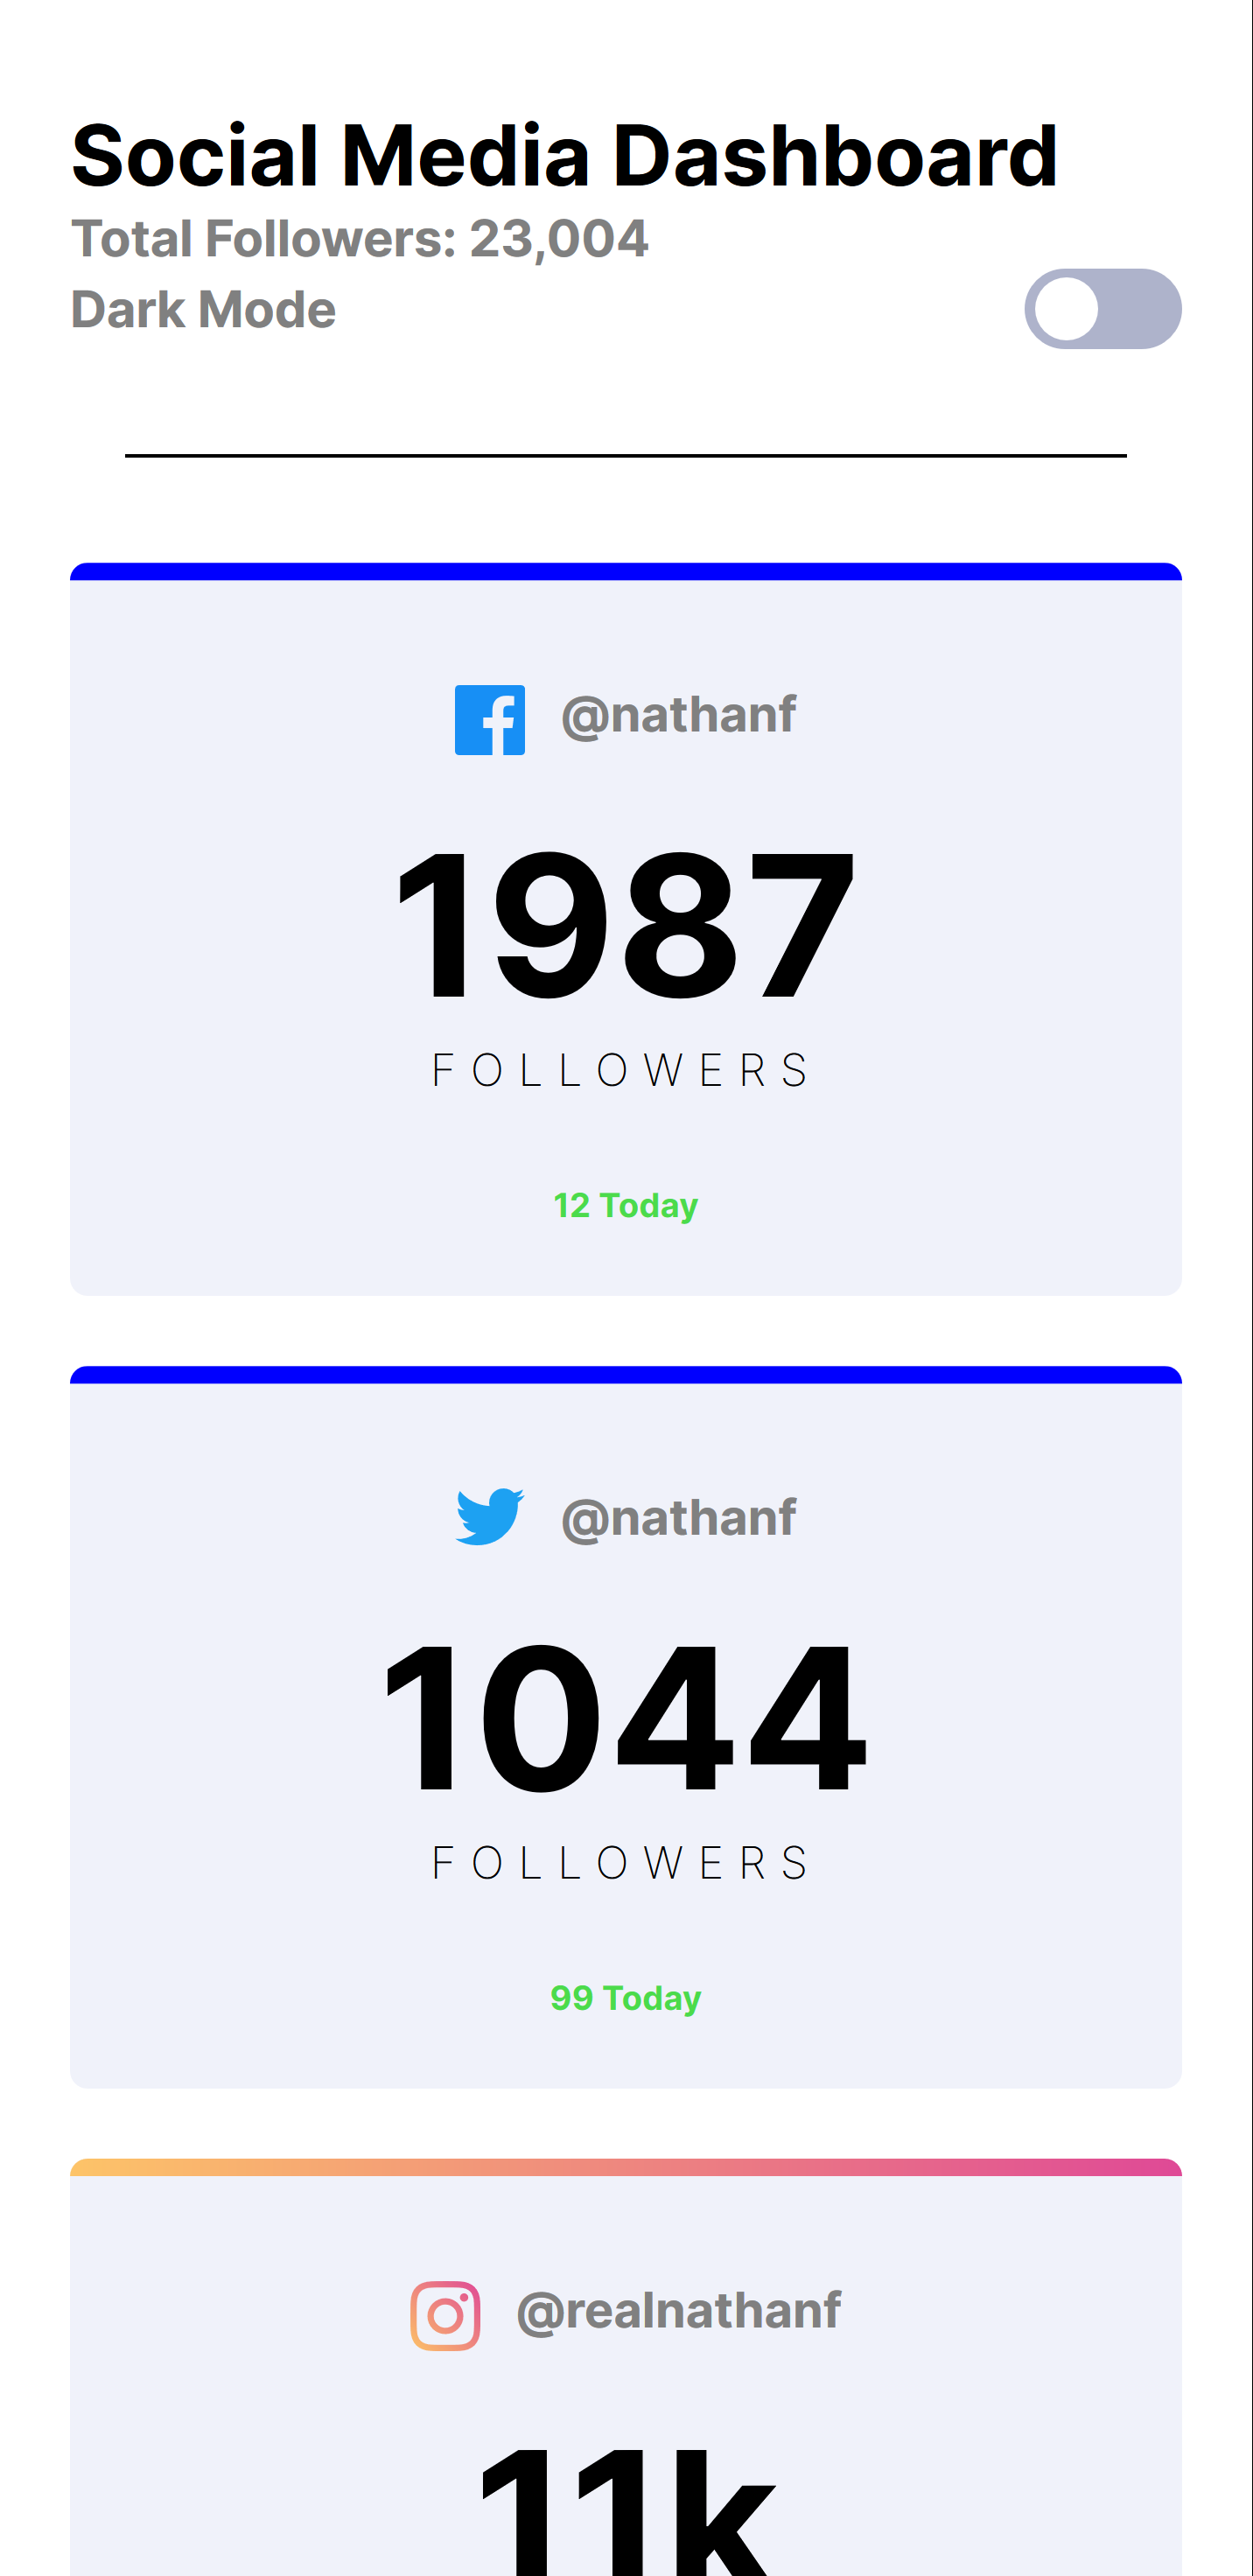 Social Media Dashboard
Total Followers: 23,004
Dark Mode
@nathanf
1987
FOLLOWERS
12 Today
@nathanf
1044
FOLLOWERS
99 Today
@realnathanf
11k